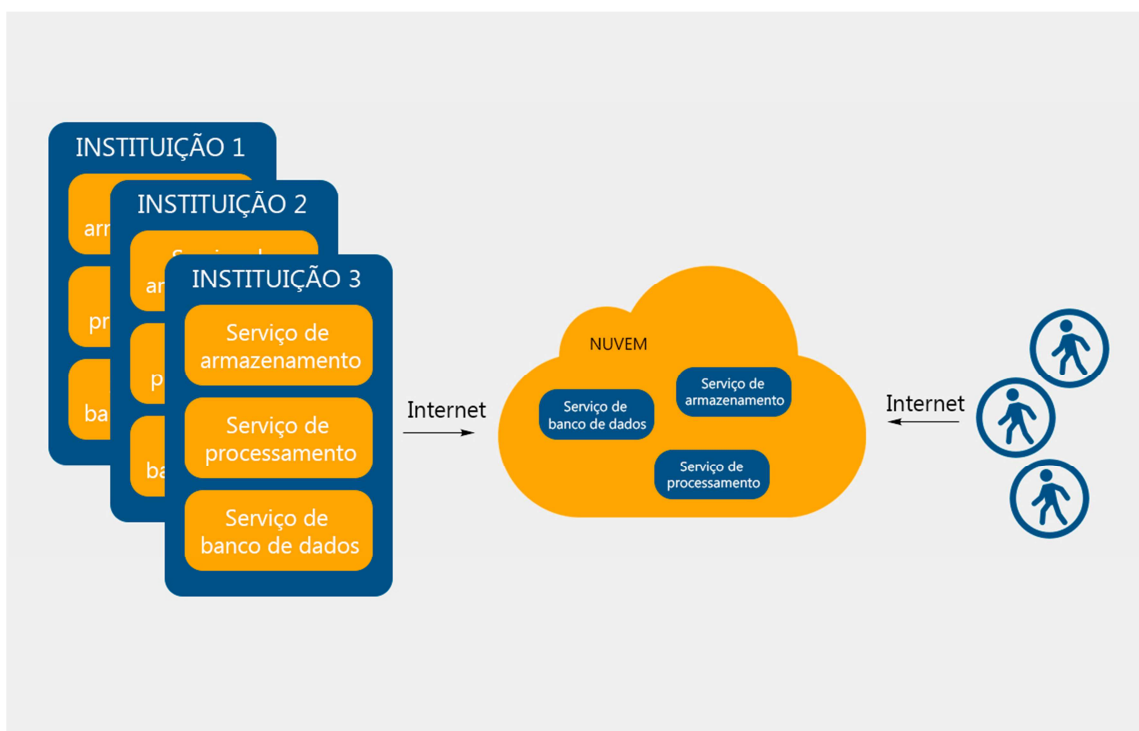 INSTITUIÇÃO 1
INSTITUIÇÃO 2
INSTITUIÇÃO 3
Serviço de
armazenamento
Serviço de
processamento
Serviço de
banco de dados
Internet
NUVEM
Serviço de
banco de dados
Serviço de
armazenamento
Serviço de
processamento
Internet